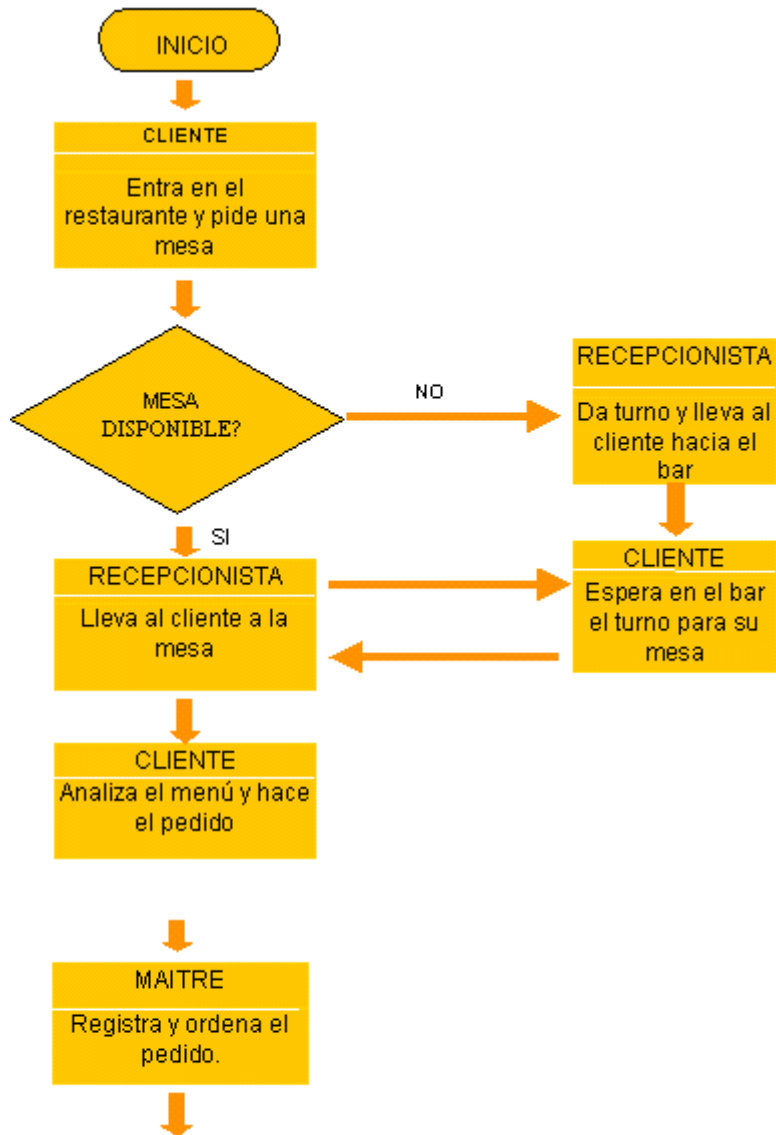 INICIO
CLIENTE
Entra en el
restaurante y pide una
mesa
MESA
DISPONIBLE?
NO
RECEPCIONISTA
Da turno y lleva al
cliente hacia el
bar
SI
RECEPCIONISTA
Lleva al cliente a la
mesa
CLIENTE
Espera en el bar
el turno para su
mesa
CLIENTE
Analiza el menú y hace
el pedido
MAITRE
Registra y ordena el
pedido.